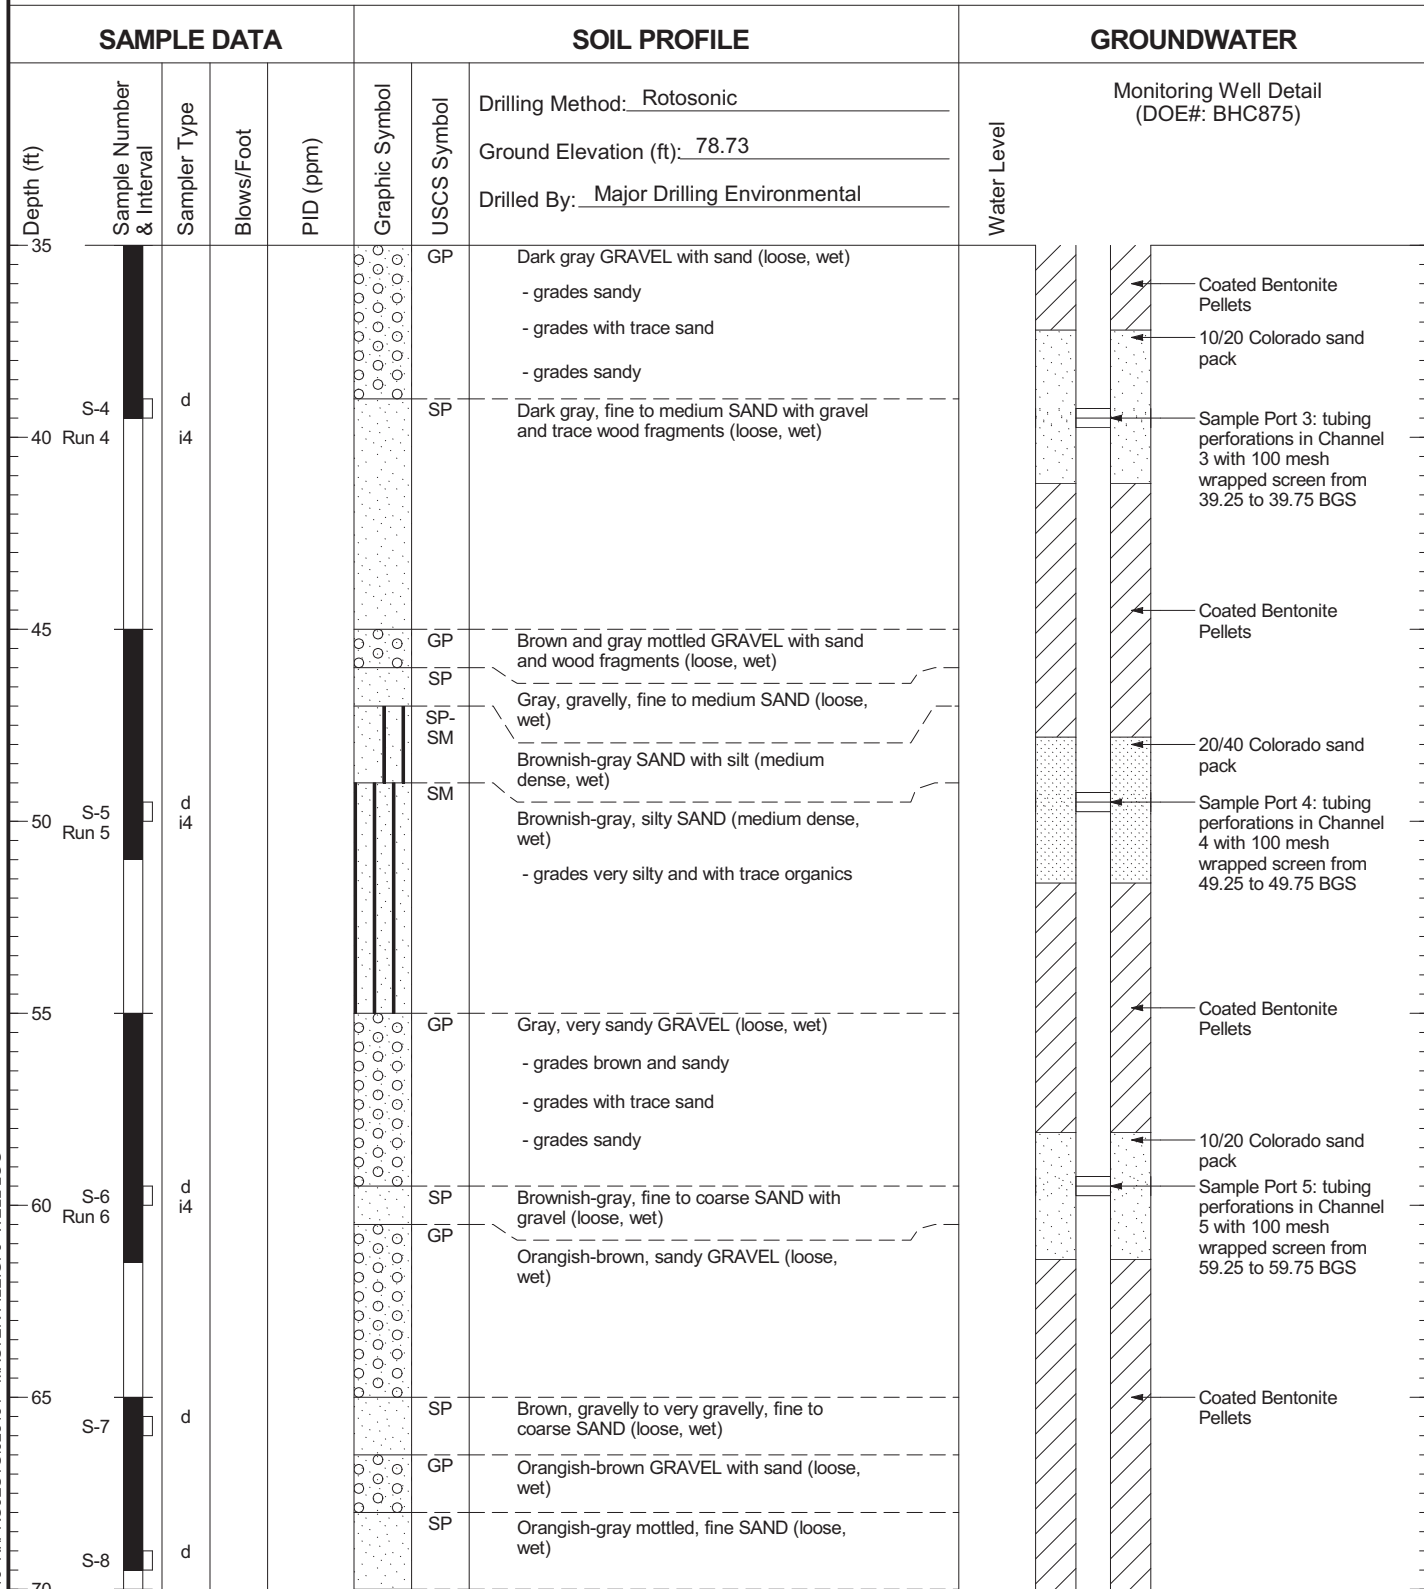 SAMPLE DATA
SOIL PROFILE
GROUNDWATER
Depth (ft)
Sample Number
& Interval
Sampler Type
Blows/Foot
PID (ppm)
Graphic Symbol
USCS Symbol
Drilling Method: Rotosonic
Ground Elevation (ft): 78.73
Drilled By: Major Drilling Environmental
Water Level
Monitoring Well Detail
(DOE#: BHC875)
35
GP
Dark gray GRAVEL with sand (loose, wet)
- grades sandy
- grades with trace sand
- grades sandy
Coated Bentonite
Pellets
10/20 Colorado sand
pack
S-4
d
SP
Dark gray, fine to medium SAND with gravel
and trace wood fragments (loose, wet)
40
Run 4
i4
Sample Port 3: tubing
perforations in Channel
3 with 100 mesh
wrapped screen from
39.25 to 39.75 BGS
Coated Bentonite
Pellets
45
GP
Brown and gray mottled GRAVEL with sand
and wood fragments (loose, wet)
SP
Gray, gravelly, fine to medium SAND (loose,
wet)
SP-
SM
Brownish-gray SAND with silt (medium
dense, wet)
20/40 Colorado sand
pack
SM
S-5
d
50
Run 5
i4
Brownish-gray, silty SAND (medium dense,
wet)
- grades very silty and with trace organics
Sample Port 4: tubing
perforations in Channel
4 with 100 mesh
wrapped screen from
49.25 to 49.75 BGS
55
GP
Gray, very sandy GRAVEL (loose, wet)
- grades brown and sandy
- grades with trace sand
- grades sandy
Coated Bentonite
Pellets
10/20 Colorado sand
pack
S-6
d
60
Run 6
i4
SP
Brownish-gray, fine to coarse SAND with
gravel (loose, wet)
GP
Orangish-brown, sandy GRAVEL (loose,
wet)
Sample Port 5: tubing
perforations in Channel
5 with 100 mesh
wrapped screen from
59.25 to 59.75 BGS
65
S-7
d
SP
Brown, gravelly to very gravelly, fine to
coarse SAND (loose, wet)
Coated Bentonite
Pellets
GP
Orangish-brown GRAVEL with sand (loose,
wet)
SP
Orangish-gray mottled, fine SAND (loose,
wet)
S-8
d
70